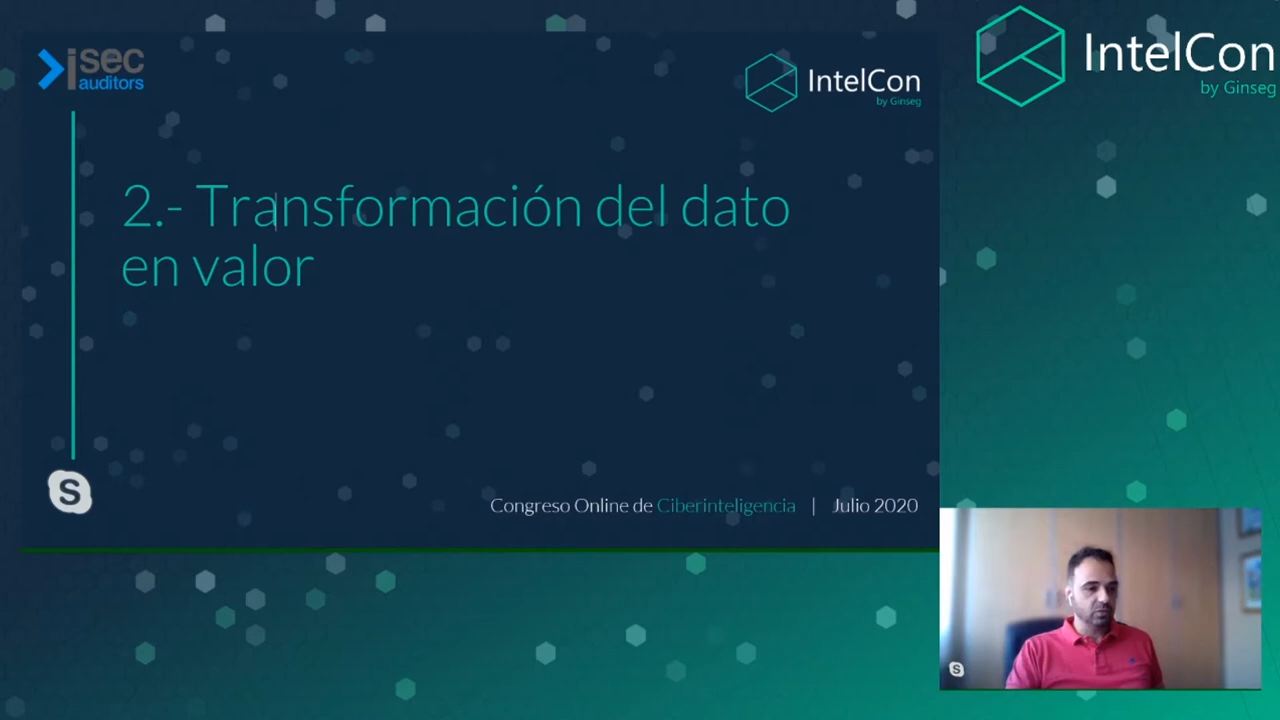 isec
auditors
IntelCon
by Ginseg
IntelCon
by Ginseg
2.- Transformación del dato
en valor
S
Congreso Online de Ciberinteligencia | Julio 2020
S